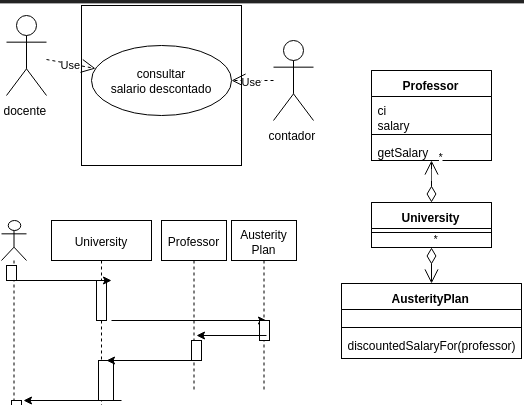 Use
consultar
salario descontado
Use
docente
contador
Professor
ci
salary
getSalary
*
University
*
AusterityPlan
discountedSalaryFor(professor)
University
Professor
Austerity
Plan